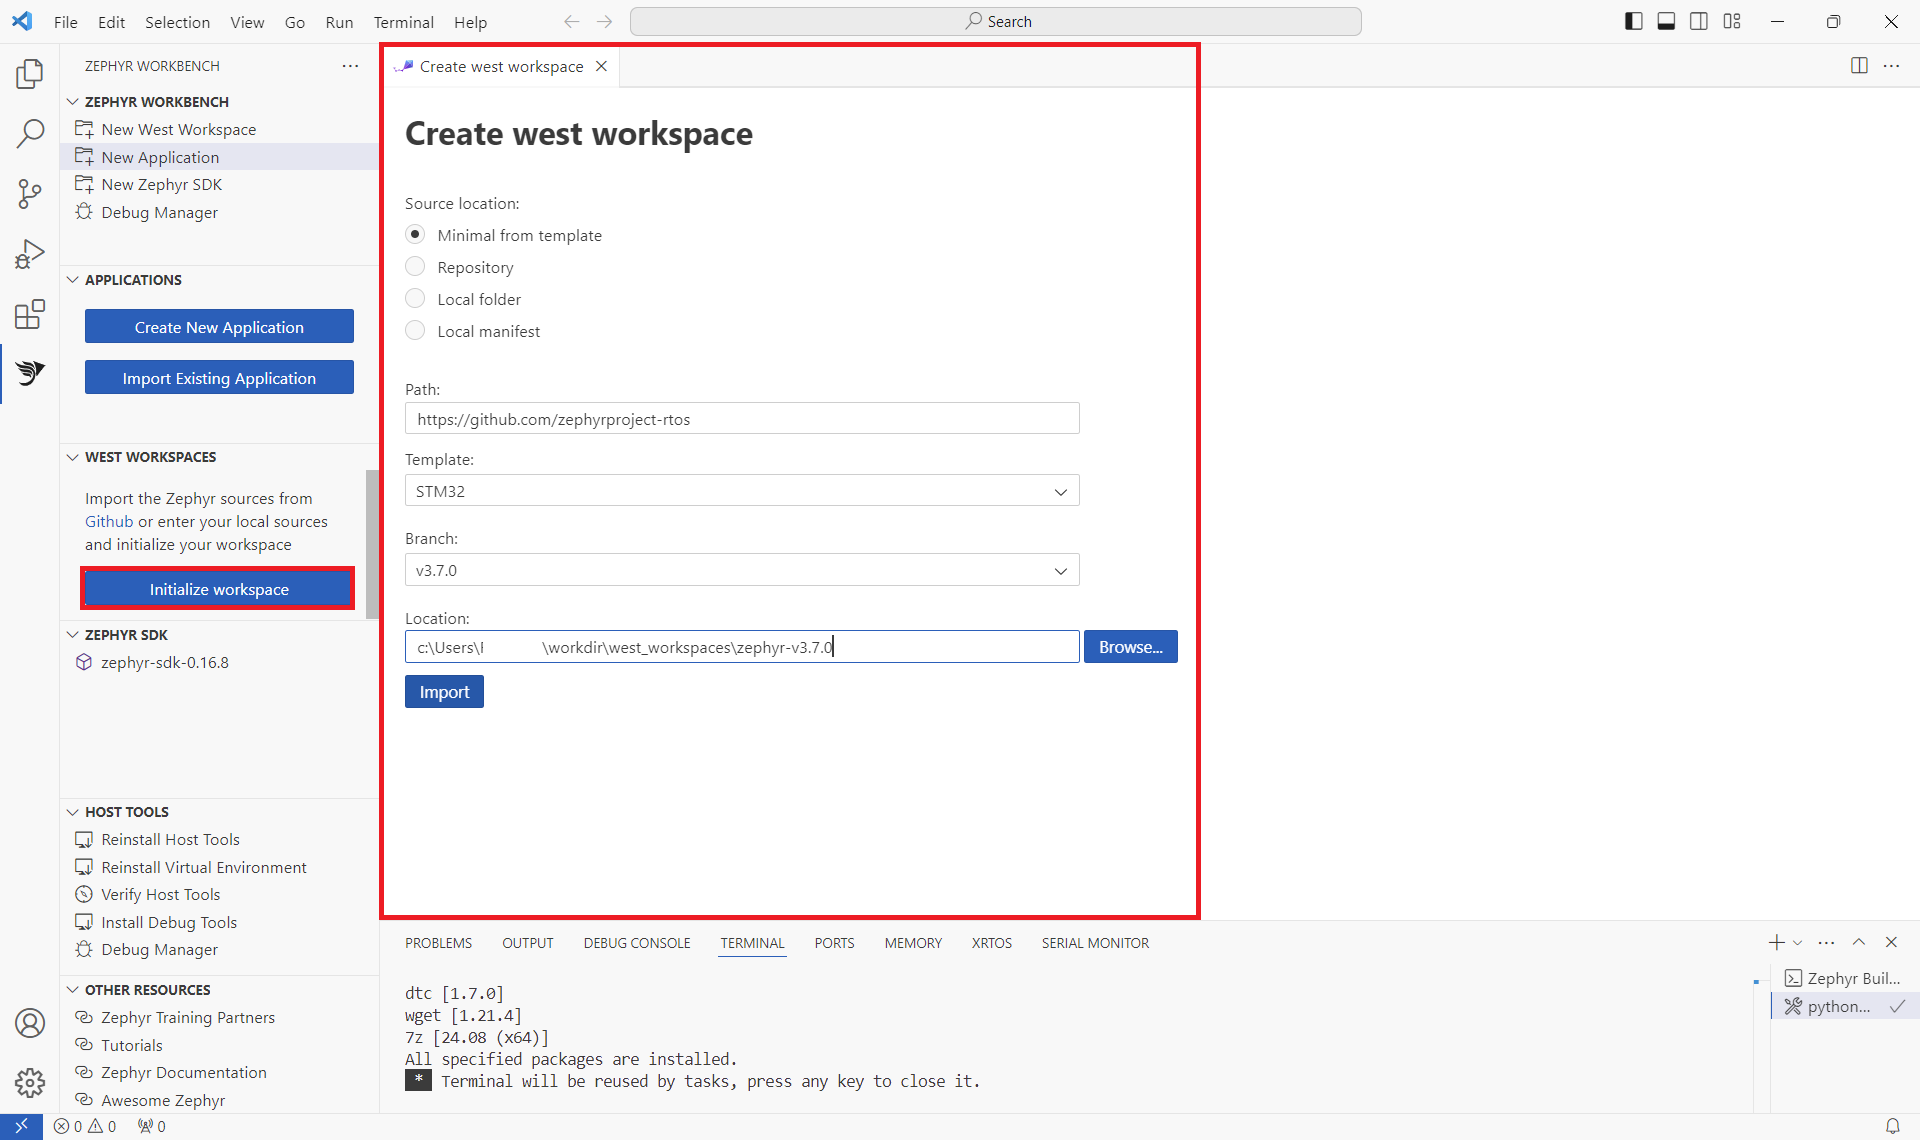 File Edit Selection View Go Run Terminal Help
Search
ZEPHYR WORKBENCH
ZEPHYR WORKBENCH
New West Workspace
New Application
New Zephyr SDK
Debug Manager
APPLICATIONS
Create New Application
Import Existing Application
WEST WORKSPACES
Import the Zephyr sources from
Github or enter your local sources
and initialize your workspace
Initialize workspace
ZEPHYR SDK
zephyr-sdk-0.16.8
HOST TOOLS
Reinstall Host Tools
Reinstall Virtual Environment
Verify Host Tools
Install Debug Tools
Debug Manager
OTHER RESOURCES
Zephyr Training Partners
Tutorials
Zephyr Documentation
Awesome Zephyr
Create west workspace
Create west workspace
Source location:
Minimal from template
Repository
Local folder
Local manifest
Path:
https://github.com/zephyrproject-rtos
Template:
STM32
Branch:
v3.7.0
Location:
c:\Users\ \workdir\west_workspaces\zephyr-v3.7.0
Browse...
Import
PROBLEMS OUTPUT DEBUG CONSOLE TERMINAL PORTS MEMORY XRTOS SERIAL MONITOR
dtc [1.7.0]
wget [1.21.4]
7z [24.08 (x64)]
All specified packages are installed.
* Terminal will be reused by tasks, press any key to close it.
Zephyr Buil...
python...
0 0 0